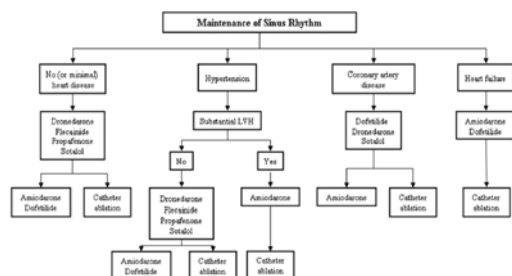 Maintenance of Sinus Rhythm
No (or minimal)
heart disease
Hypertension
Coronary artery
disease
Heart failure
Dronedarone
Flecainide
Propafenone
Sotalol
Substantial LVH
Dofetilide
Dronedarone
Sotalol
Amiodarone
Dofetilide
No
Yes
Amiodarone
Dofetilide
Catheter
ablation
Dronedarone
Flecainide
Propafenone
Sotalol
Amiodarone
Amiodarone
Catheter
ablation
Catheter
ablation
Amiodarone
Dofetilide
Catheter
ablation
Catheter
ablation